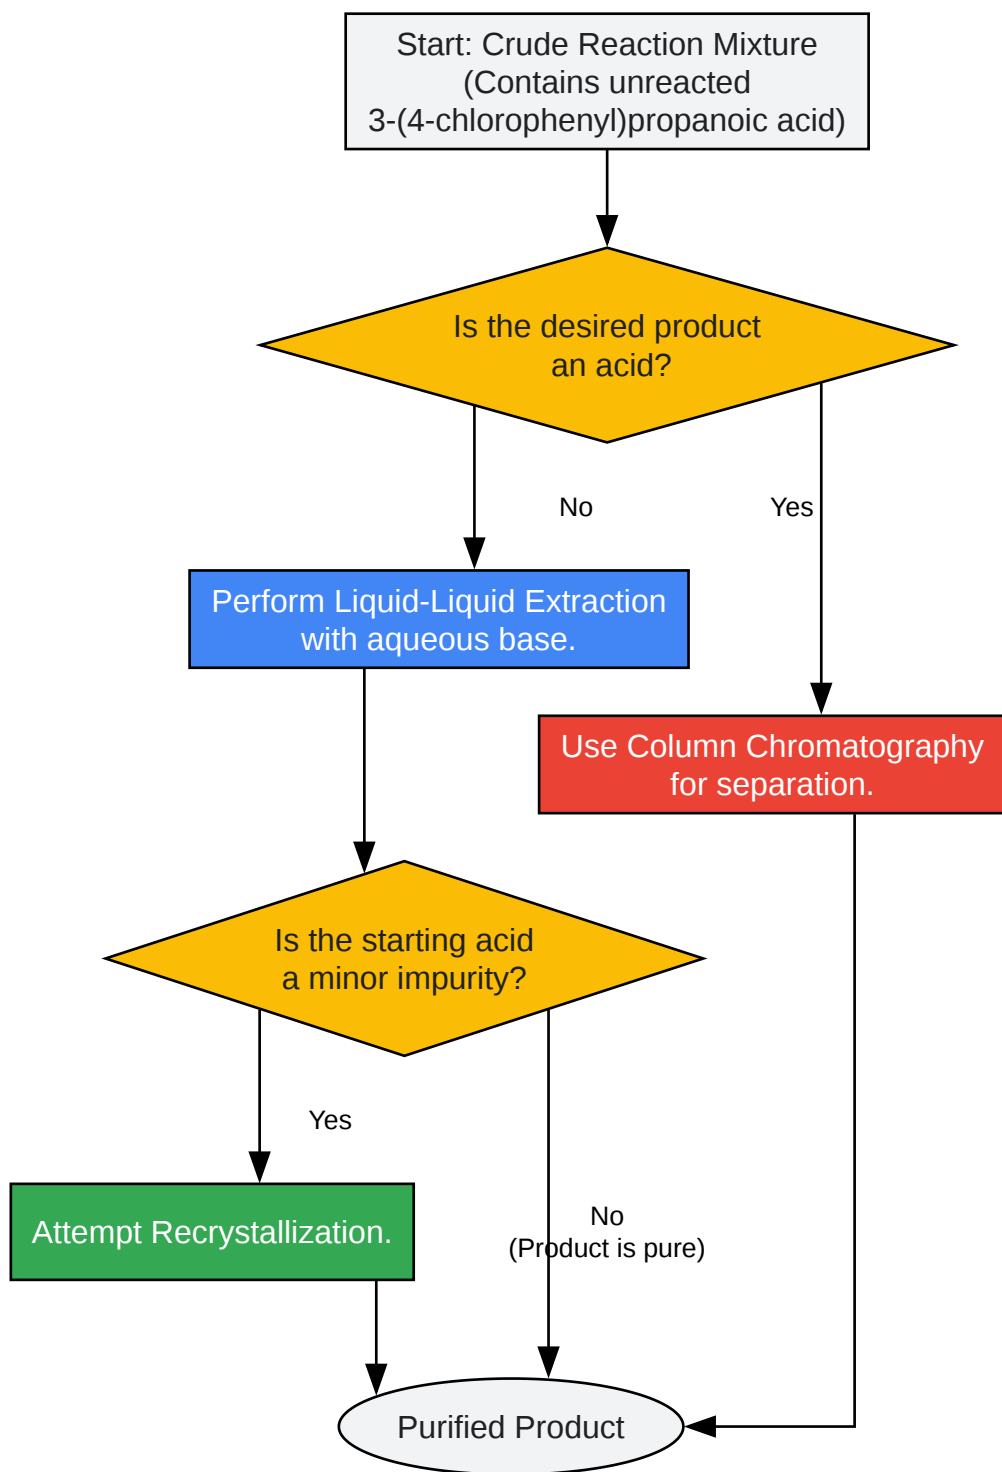 Start: Crude Reaction Mixture
(Contains unreacted
3-(4-chlorophenyl)propanoic acid)
Is the desired product
an acid?
No
Yes
Perform Liquid-Liquid Extraction
with aqueous base.
Use Column Chromatography
for separation.
Is the starting acid
a minor impurity?
Yes
Attempt Recrystallization.
No
(Product is pure)
Purified Product